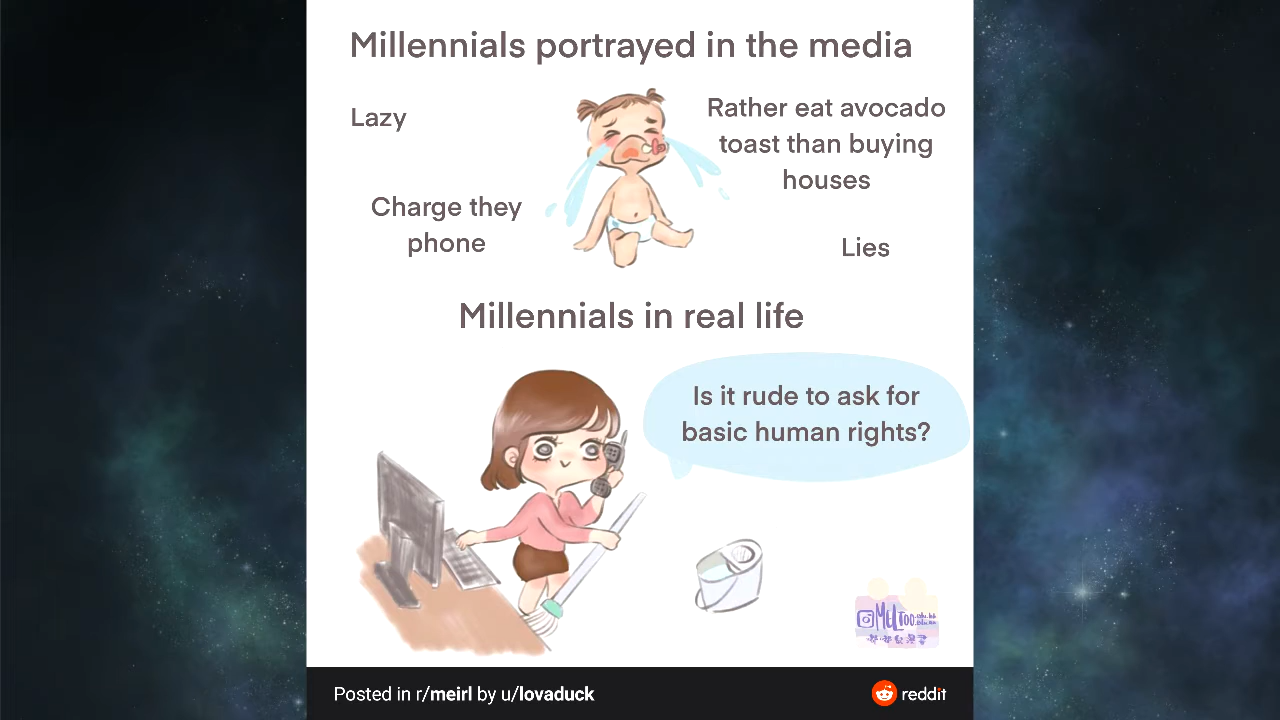 Millennials portrayed in the media
Lazy
Rather eat avocado
toast than buying
houses
Charge they
phone
Lies
Millennials in real life
Is it rude to ask for
basic human rights?
Posted in r/meirl by u/lovaduck
reddit